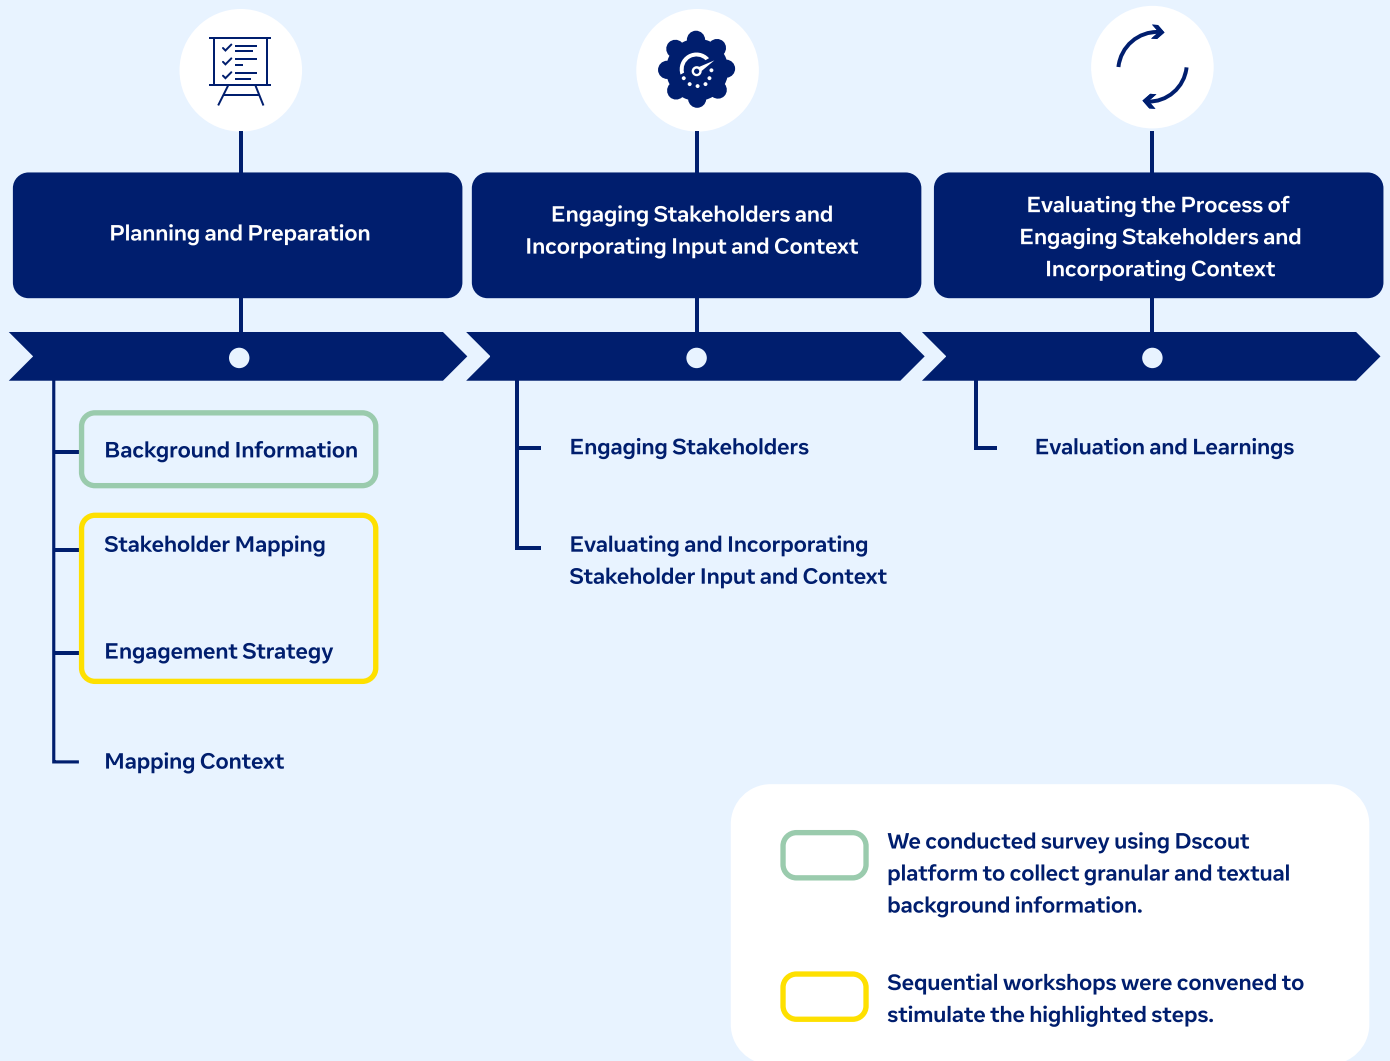 Planning and Preparation
Engaging Stakeholders and
Incorporating Input and Context
Evaluating the Process of
Engaging Stakeholders and
Incorporating Context
Background Information
Stakeholder Mapping
Engagement Strategy
Mapping Context
Engaging Stakeholders
Evaluating and Incorporating
Stakeholder Input and Context
Evaluation and Learnings
We conducted survey using Dscout
platform to collect granular and textual
background information.
Sequential workshops were convened to
stimulate the highlighted steps.